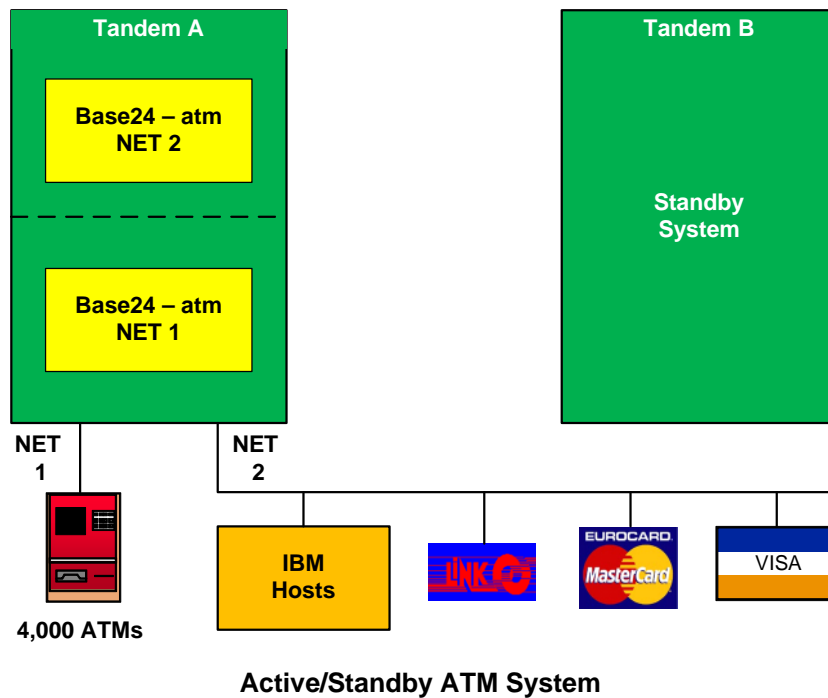 Tandem A
Tandem B
Base24 – atm
NET 2
Standby
System
Base24 – atm
NET 1
NET
1
NET
2
IBM
Hosts
LINK
EUROCARD
MasterCard
VISA
4,000 ATMs
Active/Standby ATM System